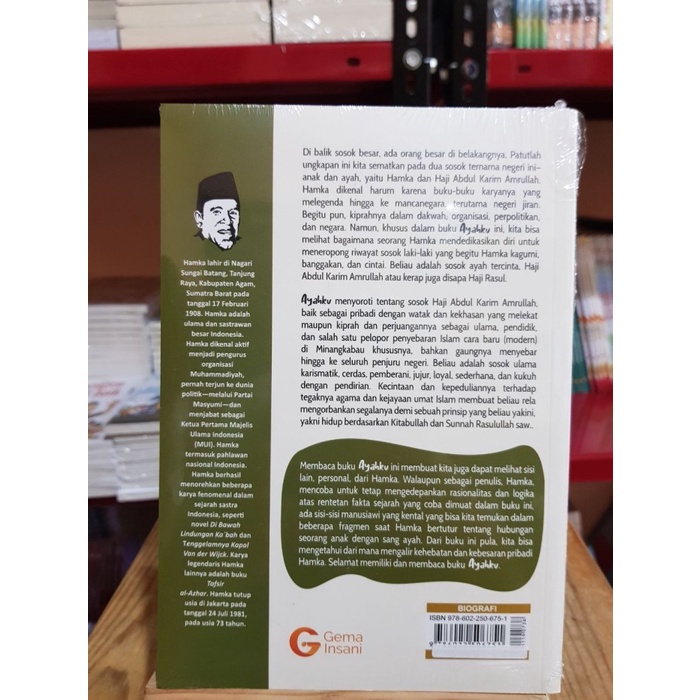 Di balik sosok besar, ada orang besar di belakangnya. Patutlah
ungkapan ini kita sematkan pada dua sosok ternama negeri ini–
anak dan ayah, yaitu Hamka dan Haji Abdul Karim Amrullah.
Hamka dikenal harum karena buku-buku karyanya yang
melegenda hingga ke mancanegara, terutama negeri jiran.
Begitu pun, kiprahnya dalam dakwah, organisasi, perpolitikan,
dan negara. Namun, khusus dalam buku Ayahku ini, kita bisa
melihat bagaimana seorang Hamka mendedikasikan diri untuk
meneropong riwayat sosok laki-laki yang begitu Hamka kagumi,
banggakan, dan cintai. Beliau adalah sosok ayah tercinta, Haji
Abdul Karim Amrullah atau kerap juga disapa Haji Rasul.
Ayahku menyoroti tentang sosok Haji Abdul Karim Amrullah,
baik sebagai pribadi dengan watak dan kekhasan yang melekat
maupun kiprah dan perjuangannya sebagai ulama, pendidik,
dan salah satu pelopor penyebaran Islam cara baru (modern)
di Minangkabau khususnya, bahkan gaungnya menyebar
hingga ke seluruh penjuru negeri. Beliau adalah sosok ulama
karismatik, cerdas, pemberani, jujur, loyal, sederhana, dan kukuh
dengan pendirian. Kecintaan dan kepeduliannya terhadap
tegaknya agama dan kejayaan umat Islam membuat beliau rela
mengorbankan segalanya demi sebuah prinsip yang beliau yakini,
yakni hidup berdasarkan Kitabullah dan Sunnah Rasulullah saw..
Membaca buku Ayahku ini membuat kita juga dapat melihat sisi
lain, personal, dari Hamka. Walaupun sebagai penulis, Hamka,
mencoba untuk tetap mengedepankan rasionalitas dan logika
atas rentetan fakta sejarah yang coba dimuat dalam buku ini,
ada sisi-sisi manusiawi yang kental yang bisa kita temukan dalam
beberapa fragmen saat Hamka bertutur tentang hubungan
seorang anak dengan sang ayah. Dari buku ini pula, kita bisa
mengetahui dari mana mengalir kehebatan dan kebesaran pribadi
Hamka. Selamat memiliki dan membaca buku Ayahku.
Hamka lahir di Nagari
Sungai Batang, Tanjung
Raya, Kabupaten Agam,
Sumatra Barat pada
tanggal 17 Februari
1908. Hamka adalah
ulama dan sastrawan
besar Indonesia.
Hamka dikenal aktif
menjadi pengurus
organisasi
Muhammadiyah,
pernah terjun ke dunia
politik—melalui Partai
Masyumi—dan
menjabat sebagai
Ketua Pertama Majelis
Ulama Indonesia
(MUI). Hamka
termasuk pahlawan
nasional Indonesia.
Hamka berhasil
menorehkan beberapa
karya fenomenal dalam
sejarah sastra
Indonesia, seperti
novel Di Bawah
Lindungan Ka'bah dan
Tenggelamnya Kapal
Van der Wijck. Karya
legendaris Hamka
lainnya adalah buku
Tafsir
al-Azhar. Hamka tutup
usia di Jakarta pada
tanggal 24 Juli 1981,
pada usia 73 tahun.
Gema
Insani
BIOGRAFI
ISBN 978-602-250-675-1